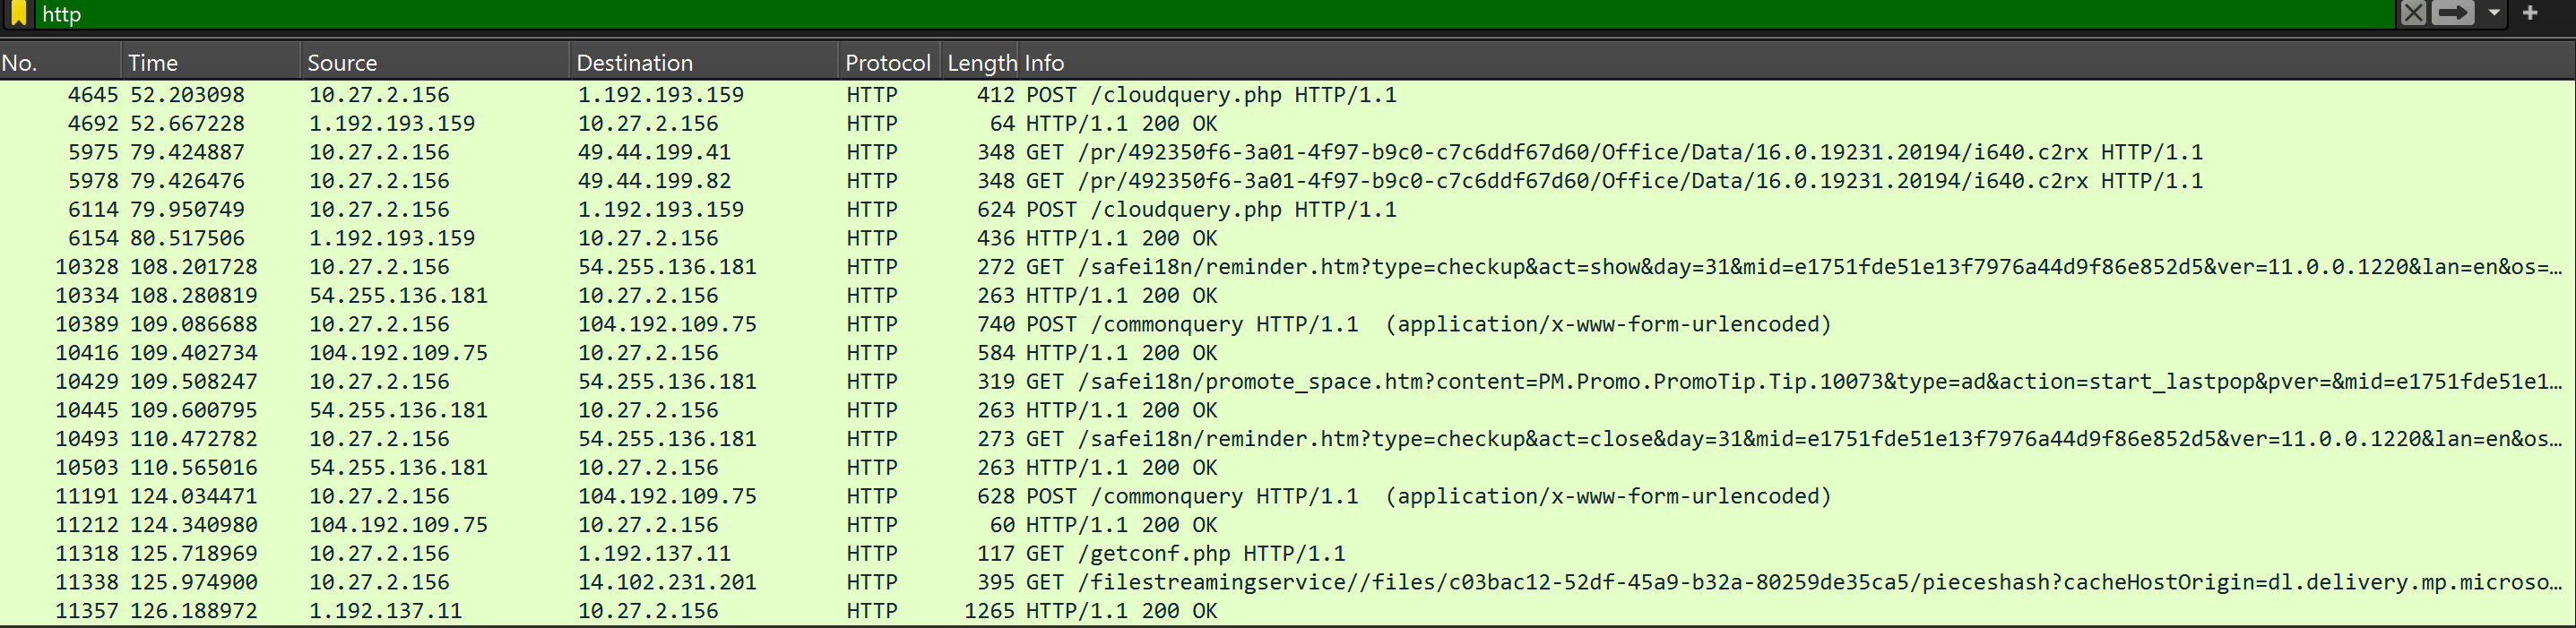 http
No. Time Source Destination Protocol Length Info
4645 52.203098 10.27.2.156 1.192.193.159 HTTP 412 POST /cloudquery.php HTTP/1.1
4692 52.667228 1.192.193.159 10.27.2.156 HTTP 64 HTTP/1.1 200 OK
5975 79.424887 10.27.2.156 49.44.199.41 HTTP 348 GET /pr/492350f6-3a01-4f97-b9c0-c7c6ddf67d60/Office/Data/16.0.19231.20194/i640.c2rx HTTP/1.1
5978 79.426476 10.27.2.156 49.44.199.82 HTTP 348 GET /pr/492350f6-3a01-4f97-b9c0-c7c6ddf67d60/Office/Data/16.0.19231.20194/i640.c2rx HTTP/1.1
6114 79.950749 10.27.2.156 1.192.193.159 HTTP 624 POST /cloudquery.php HTTP/1.1
6154 80.517506 1.192.193.159 10.27.2.156 HTTP 436 HTTP/1.1 200 OK
10328 108.201728 10.27.2.156 54.255.136.181 HTTP 272 GET /safei18n/reminder.htm?type=checkup&act=show&day=31&mid=e1751fde51e13f7976a44d9f86e852d5&ver=11.0.0.1220&lan=en&os=…
10334 108.280819 54.255.136.181 10.27.2.156 HTTP 263 HTTP/1.1 200 OK
10389 109.086688 10.27.2.156 104.192.109.75 HTTP 740 POST /commonquery HTTP/1.1 (application/x-www-form-urlencoded)
10416 109.402734 104.192.109.75 10.27.2.156 HTTP 584 HTTP/1.1 200 OK
10429 109.508247 10.27.2.156 54.255.136.181 HTTP 319 GET /safei18n/promote_space.htm?content=PM.Promo.PromoTip.Tip.10073&type=ad&action=start_lastpop&pver=&mid=e1751fde51e1…
10445 109.600795 54.255.136.181 10.27.2.156 HTTP 263 HTTP/1.1 200 OK
10493 110.472782 10.27.2.156 54.255.136.181 HTTP 273 GET /safei18n/reminder.htm?type=checkup&act=close&day=31&mid=e1751fde51e13f7976a44d9f86e852d5&ver=11.0.0.1220&lan=en&os…
10503 110.565016 54.255.136.181 10.27.2.156 HTTP 263 HTTP/1.1 200 OK
11191 124.034471 10.27.2.156 104.192.109.75 HTTP 628 POST /commonquery HTTP/1.1 (application/x-www-form-urlencoded)
11212 124.340980 104.192.109.75 10.27.2.156 HTTP 60 HTTP/1.1 200 OK
11318 125.718969 10.27.2.156 1.192.137.11 HTTP 117 GET /getconf.php HTTP/1.1
11338 125.974900 10.27.2.156 14.102.231.201 HTTP 395 GET /filestreamingservice//files/c03bac12-52df-45a9-b32a-80259de35ca5/pieceshash?cacheHostOrigin=dl.delivery.mp.microso…
11357 126.188972 1.192.137.11 10.27.2.156 HTTP 1265 HTTP/1.1 200 OK